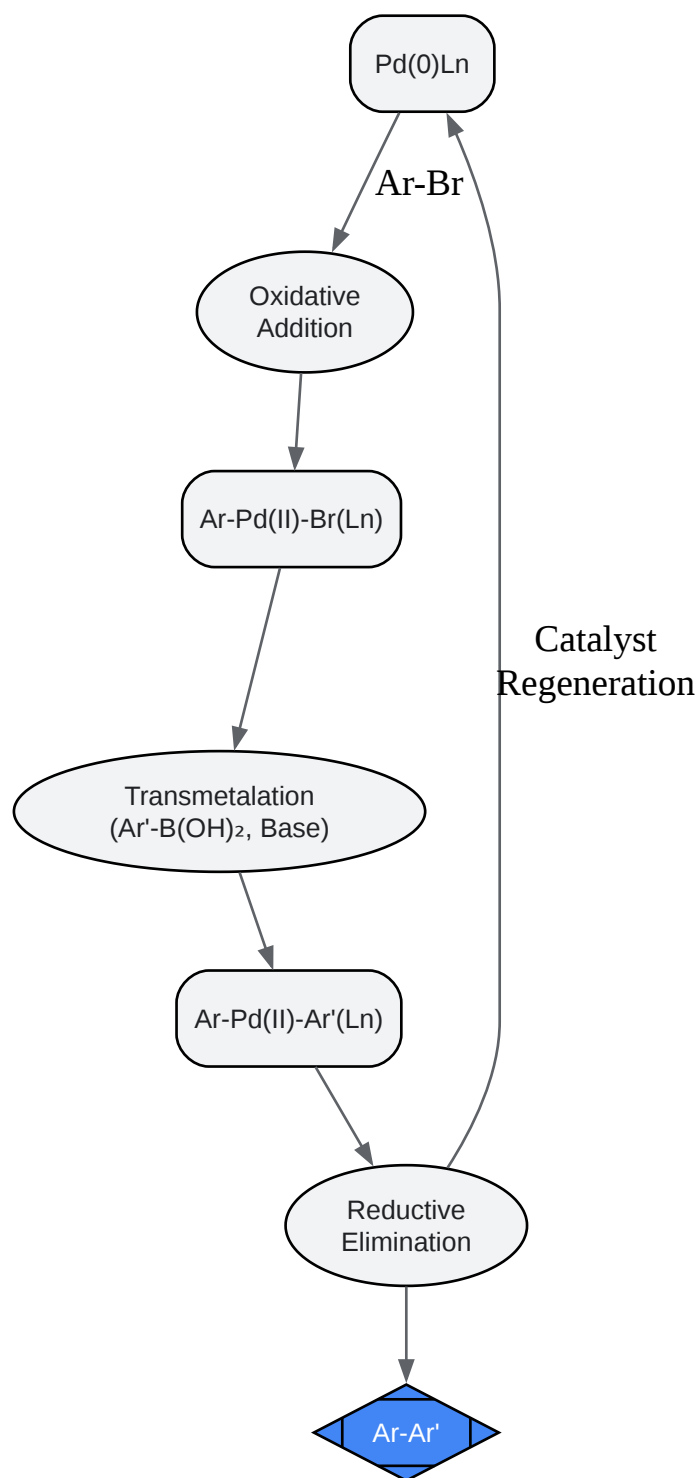 Pd(0)Ln
Ar-Br
Oxidative
Addition
Ar-Pd(II)-Br(Ln)
Catalyst
Regeneration
Transmetalation
(Ar'-B(OH)₂, Base)
Ar-Pd(II)-Ar'(Ln)
Reductive
Elimination
Ar-Ar'